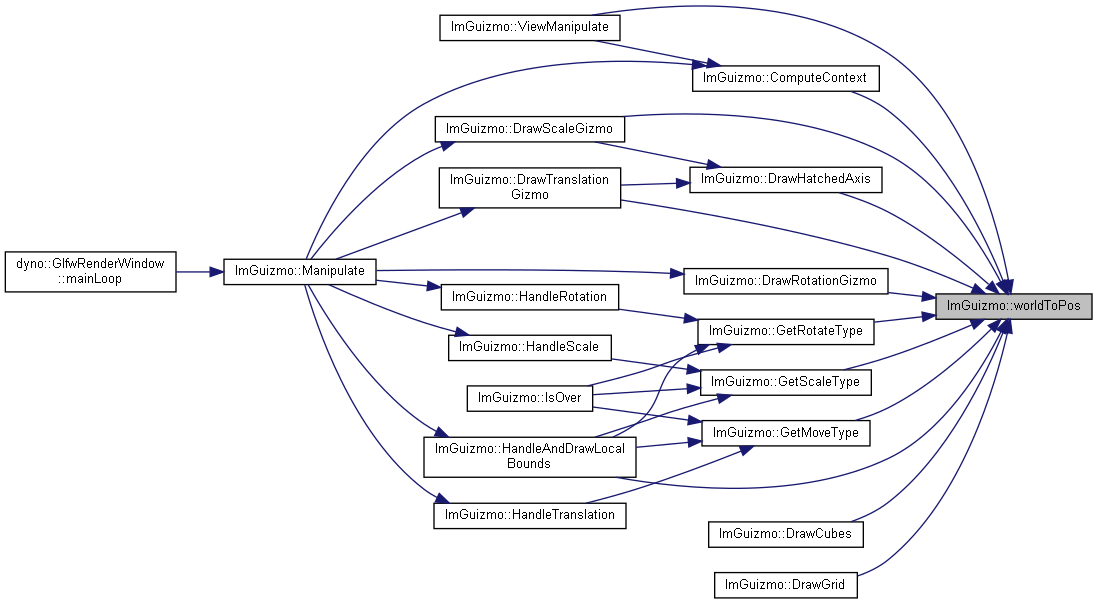 ImGuizmo::ViewManipulate
ImGuizmo::ComputeContext
ImGuizmo::DrawScaleGizmo
ImGuizmo::DrawHatchedAxis
ImGuizmo::DrawTranslation
Gizmo
dyno::GlfwRenderWindow
::mainLoop
ImGuizmo::Manipulate
ImGuizmo::DrawRotationGizmo
ImGuizmo::HandleRotation
ImGuizmo::worldToPos
ImGuizmo::GetRotateType
ImGuizmo::HandleScale
ImGuizmo::GetScaleType
ImGuizmo::IsOver
ImGuizmo::GetMoveType
ImGuizmo::HandleAndDrawLocal
Bounds
ImGuizmo::HandleTranslation
ImGuizmo::DrawCubes
ImGuizmo::DrawGrid